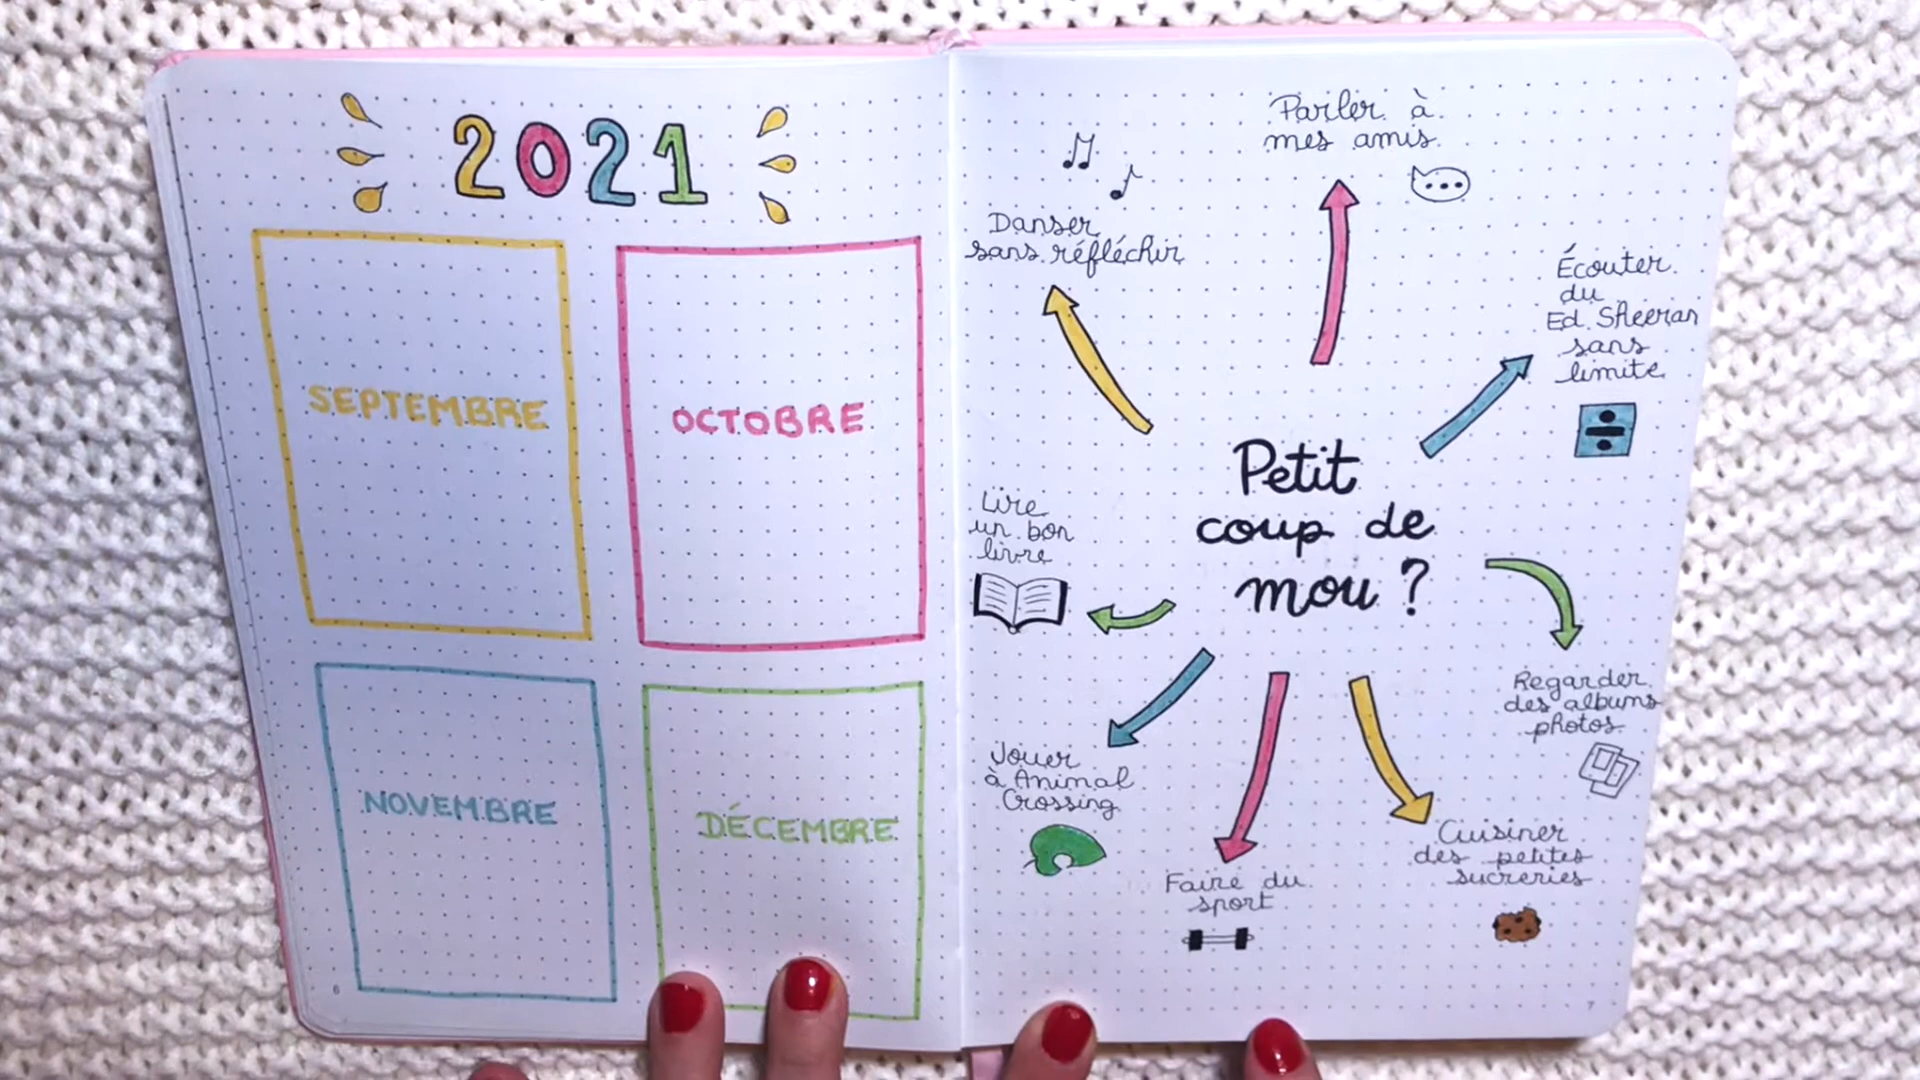 2021
SEPTEMBRE
OCTOBRE
NOVEMBRE
DÉCEMBRE
6
Parler à
mes amis
Danser
sans réfléchir
Écouter
du
Ed Sheeran
sans
limite
Petit
coup de
mou ?
Lire
un bon
livre
Regarder
des albums
photos
Jouer
à Animal
Crossing
Cuisiner
des petites
sucreries
Faire du
sport
7